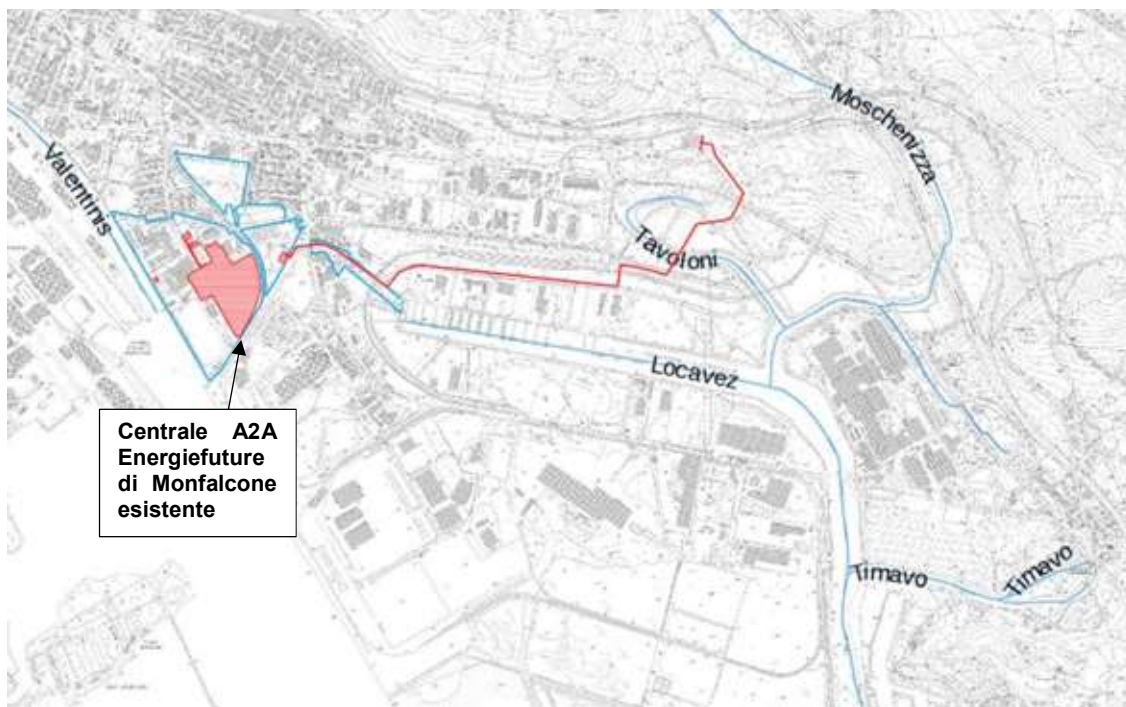 Moschenizza
Valentinis
Tavoloni
Locavez
Centrale A2A
Energiefuture
di Monfalcone
esistente
Timavo
Timavo